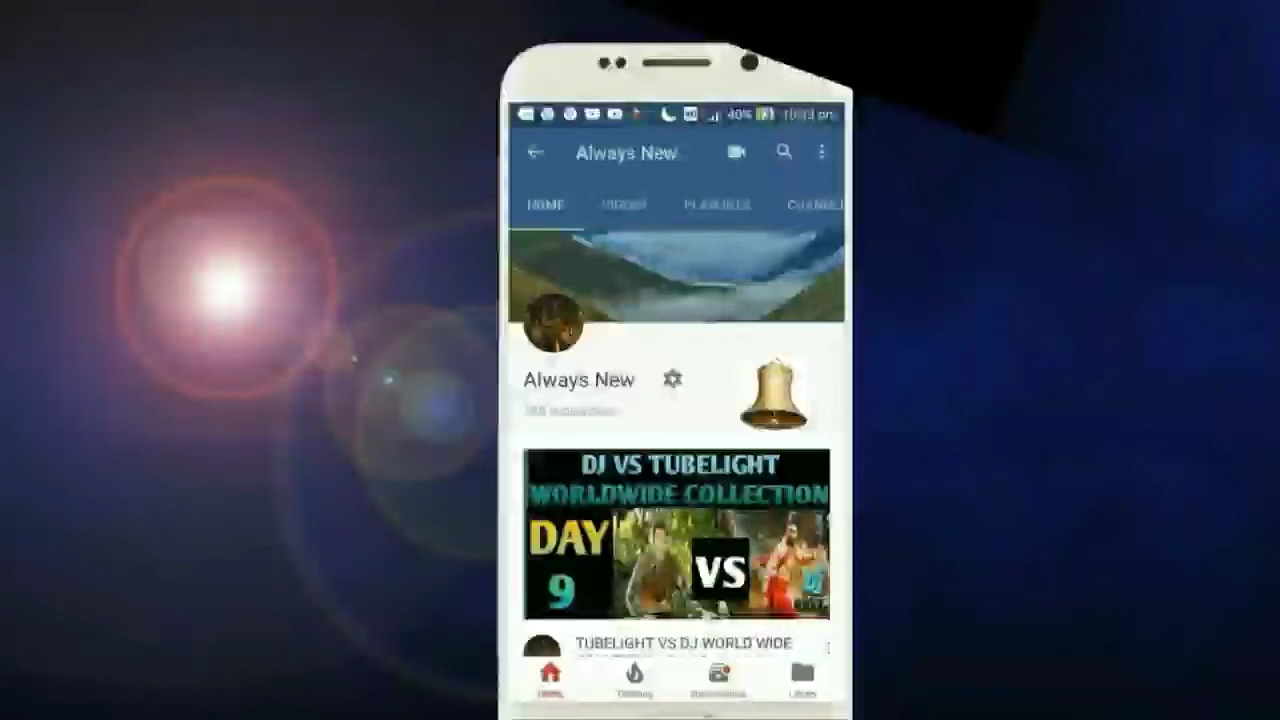 40%
Always New
HOME VIDEOS PLAYLISTS
Always New
DJ VS TUBELIGHT
WORLDWIDE COLLECTION
DAY
9
VS
TUBELIGHT VS DJ WORLD WIDE